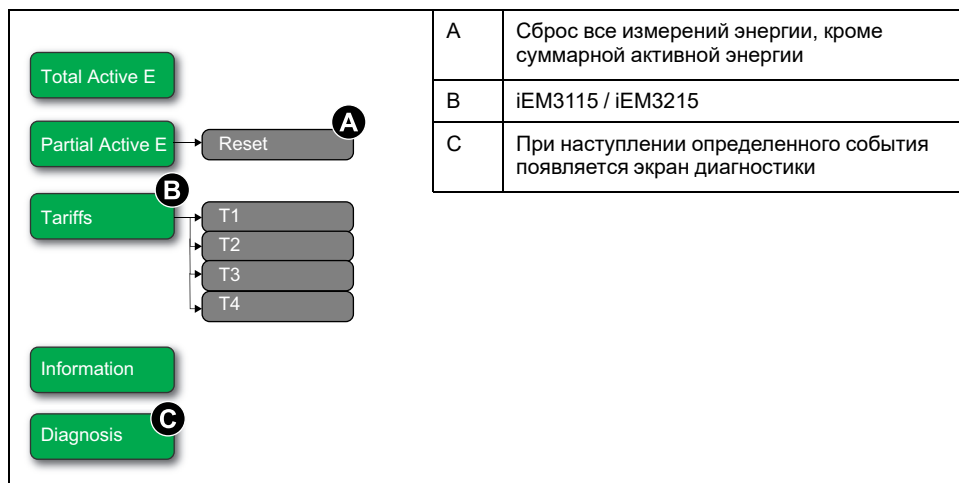 Total Active E
Partial Active E
Reset
A
B
Tariffs
T1
T2
T3
T4
Information
C
Diagnosis
A
Сброс все измерений энергии, кроме
суммарной активной энергии
B
iEM3115 / iEM3215
C
При наступлении определенного события
появляется экран диагностики